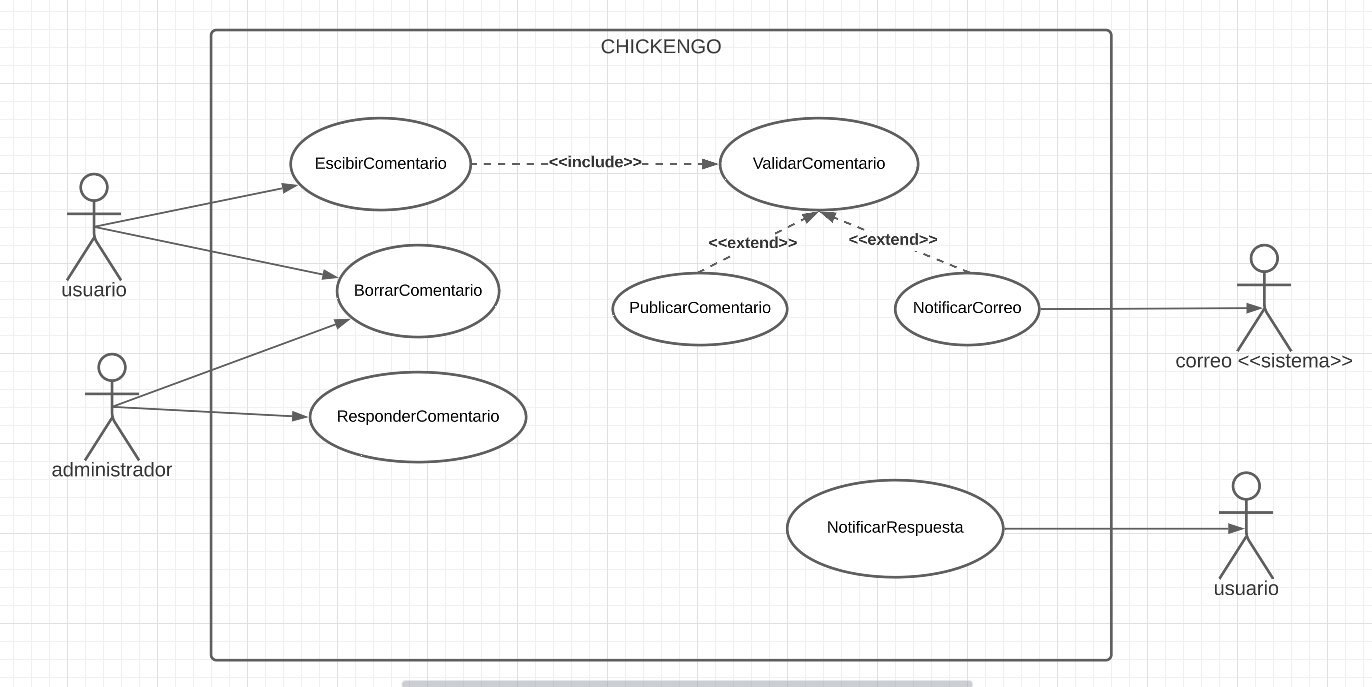 CHICKENGO
EscibirComentario
<<include>>
ValidarComentario
usuario
<<extend>>
<<extend>>
BorrarComentario
PublicarComentario
NotificarCorreo
correo <<sistema>>
ResponderComentario
administrador
NotificarRespuesta
usuario